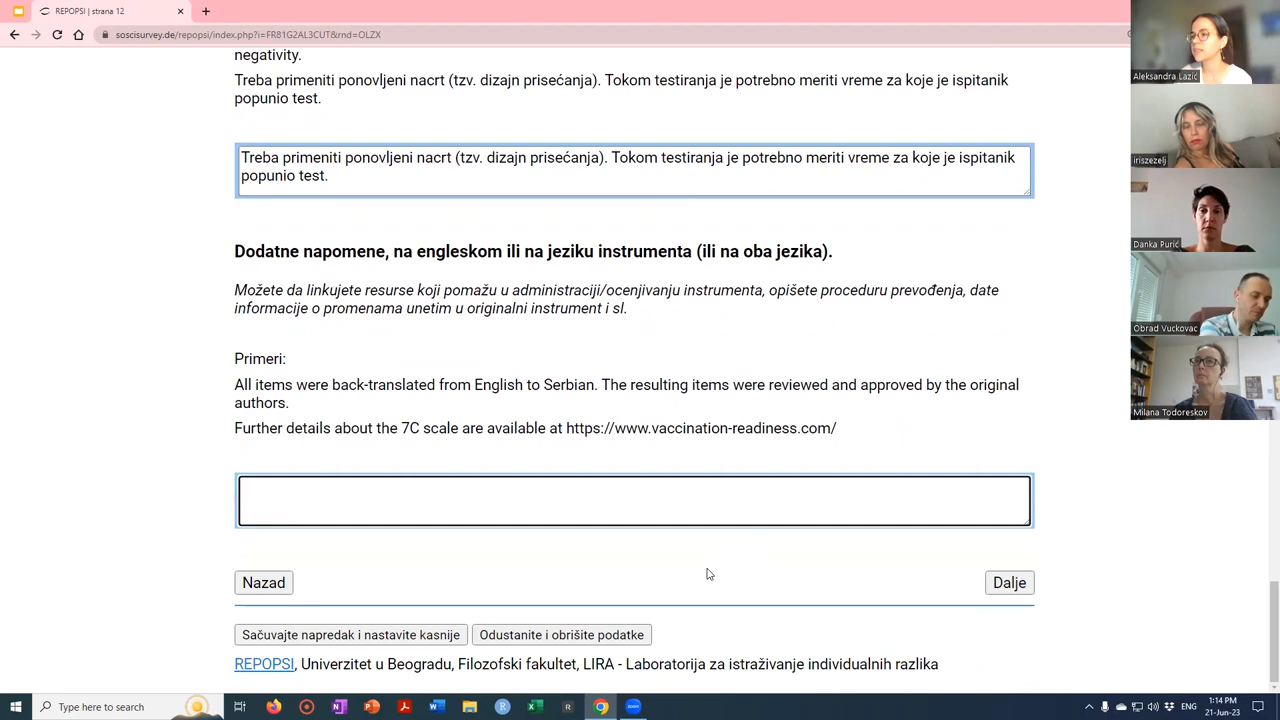 REPOPSI | strana 12
soscisurvey.de/repopsi/index.php?i=FR81G2AL3CUT&rnd=OLZX
negativity.
Treba primeniti ponovljeni nacrt (tzv. dizajn prisećanja). Tokom testiranja je potrebno meriti vreme za koje je ispitanik
popunio test.
Treba primeniti ponovljeni nacrt (tzv. dizajn prisećanja). Tokom testiranja je potrebno meriti vreme za koje je ispitanik
popunio test.
Dodatne napomene, na engleskom ili na jeziku instrumenta (ili na oba jezika).
Možete da linkujete resurse koji pomažu u administraciji/ocenjivanju instrumenta, opišete proceduru prevođenja, date
informacije o promenama unetim u originalni instrument i sl.
Primeri:
All items were back-translated from English to Serbian. The resulting items were reviewed and approved by the original
authors.
Further details about the 7C scale are available at https://www.vaccination-readiness.com/
Nazad
Dalje
Sačuvajte napredak i nastavite kasnije
Odustanite i obrišite podatke
REPOPSI, Univerzitet u Beogradu, Filozofski fakultet, LIRA - Laboratorija za istraživanje individualnih razlika
Aleksandra Lazić
iriszezelj
Danka Purić
Obrad Vuckovac
Milana Todoreskov
Type here to search
zoom
ENG
1:14 PM
21-Jun-23